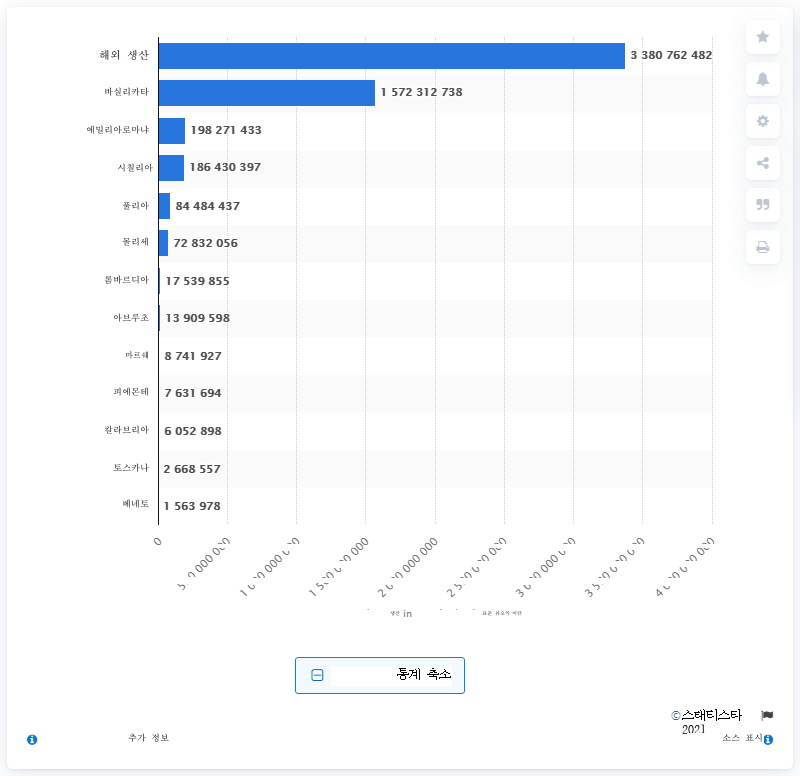 해외 생산 3 380 762 482
바실리카타 1 572 312 738
에밀리아로마냐 198 271 433
시칠리아 186 430 397
풀리아 84 484 437
몰리세 72 832 056
롬바르디아 17 539 855
아브루초 13 909 598
마르쉐 8 741 927
피에몬테 7 631 694
칼라브리아 6 052 898
토스카나 2 668 557
베네토 1 563 978
0 500 000 000 1 000 000 000 1 500 000 000 2 000 000 000 2 500 000 000 3 000 000 000 3 500 000 000 4 000 000 000
생산 in 표준
통계 축소
©스태티스타
2021
추가 정보 소스 표시